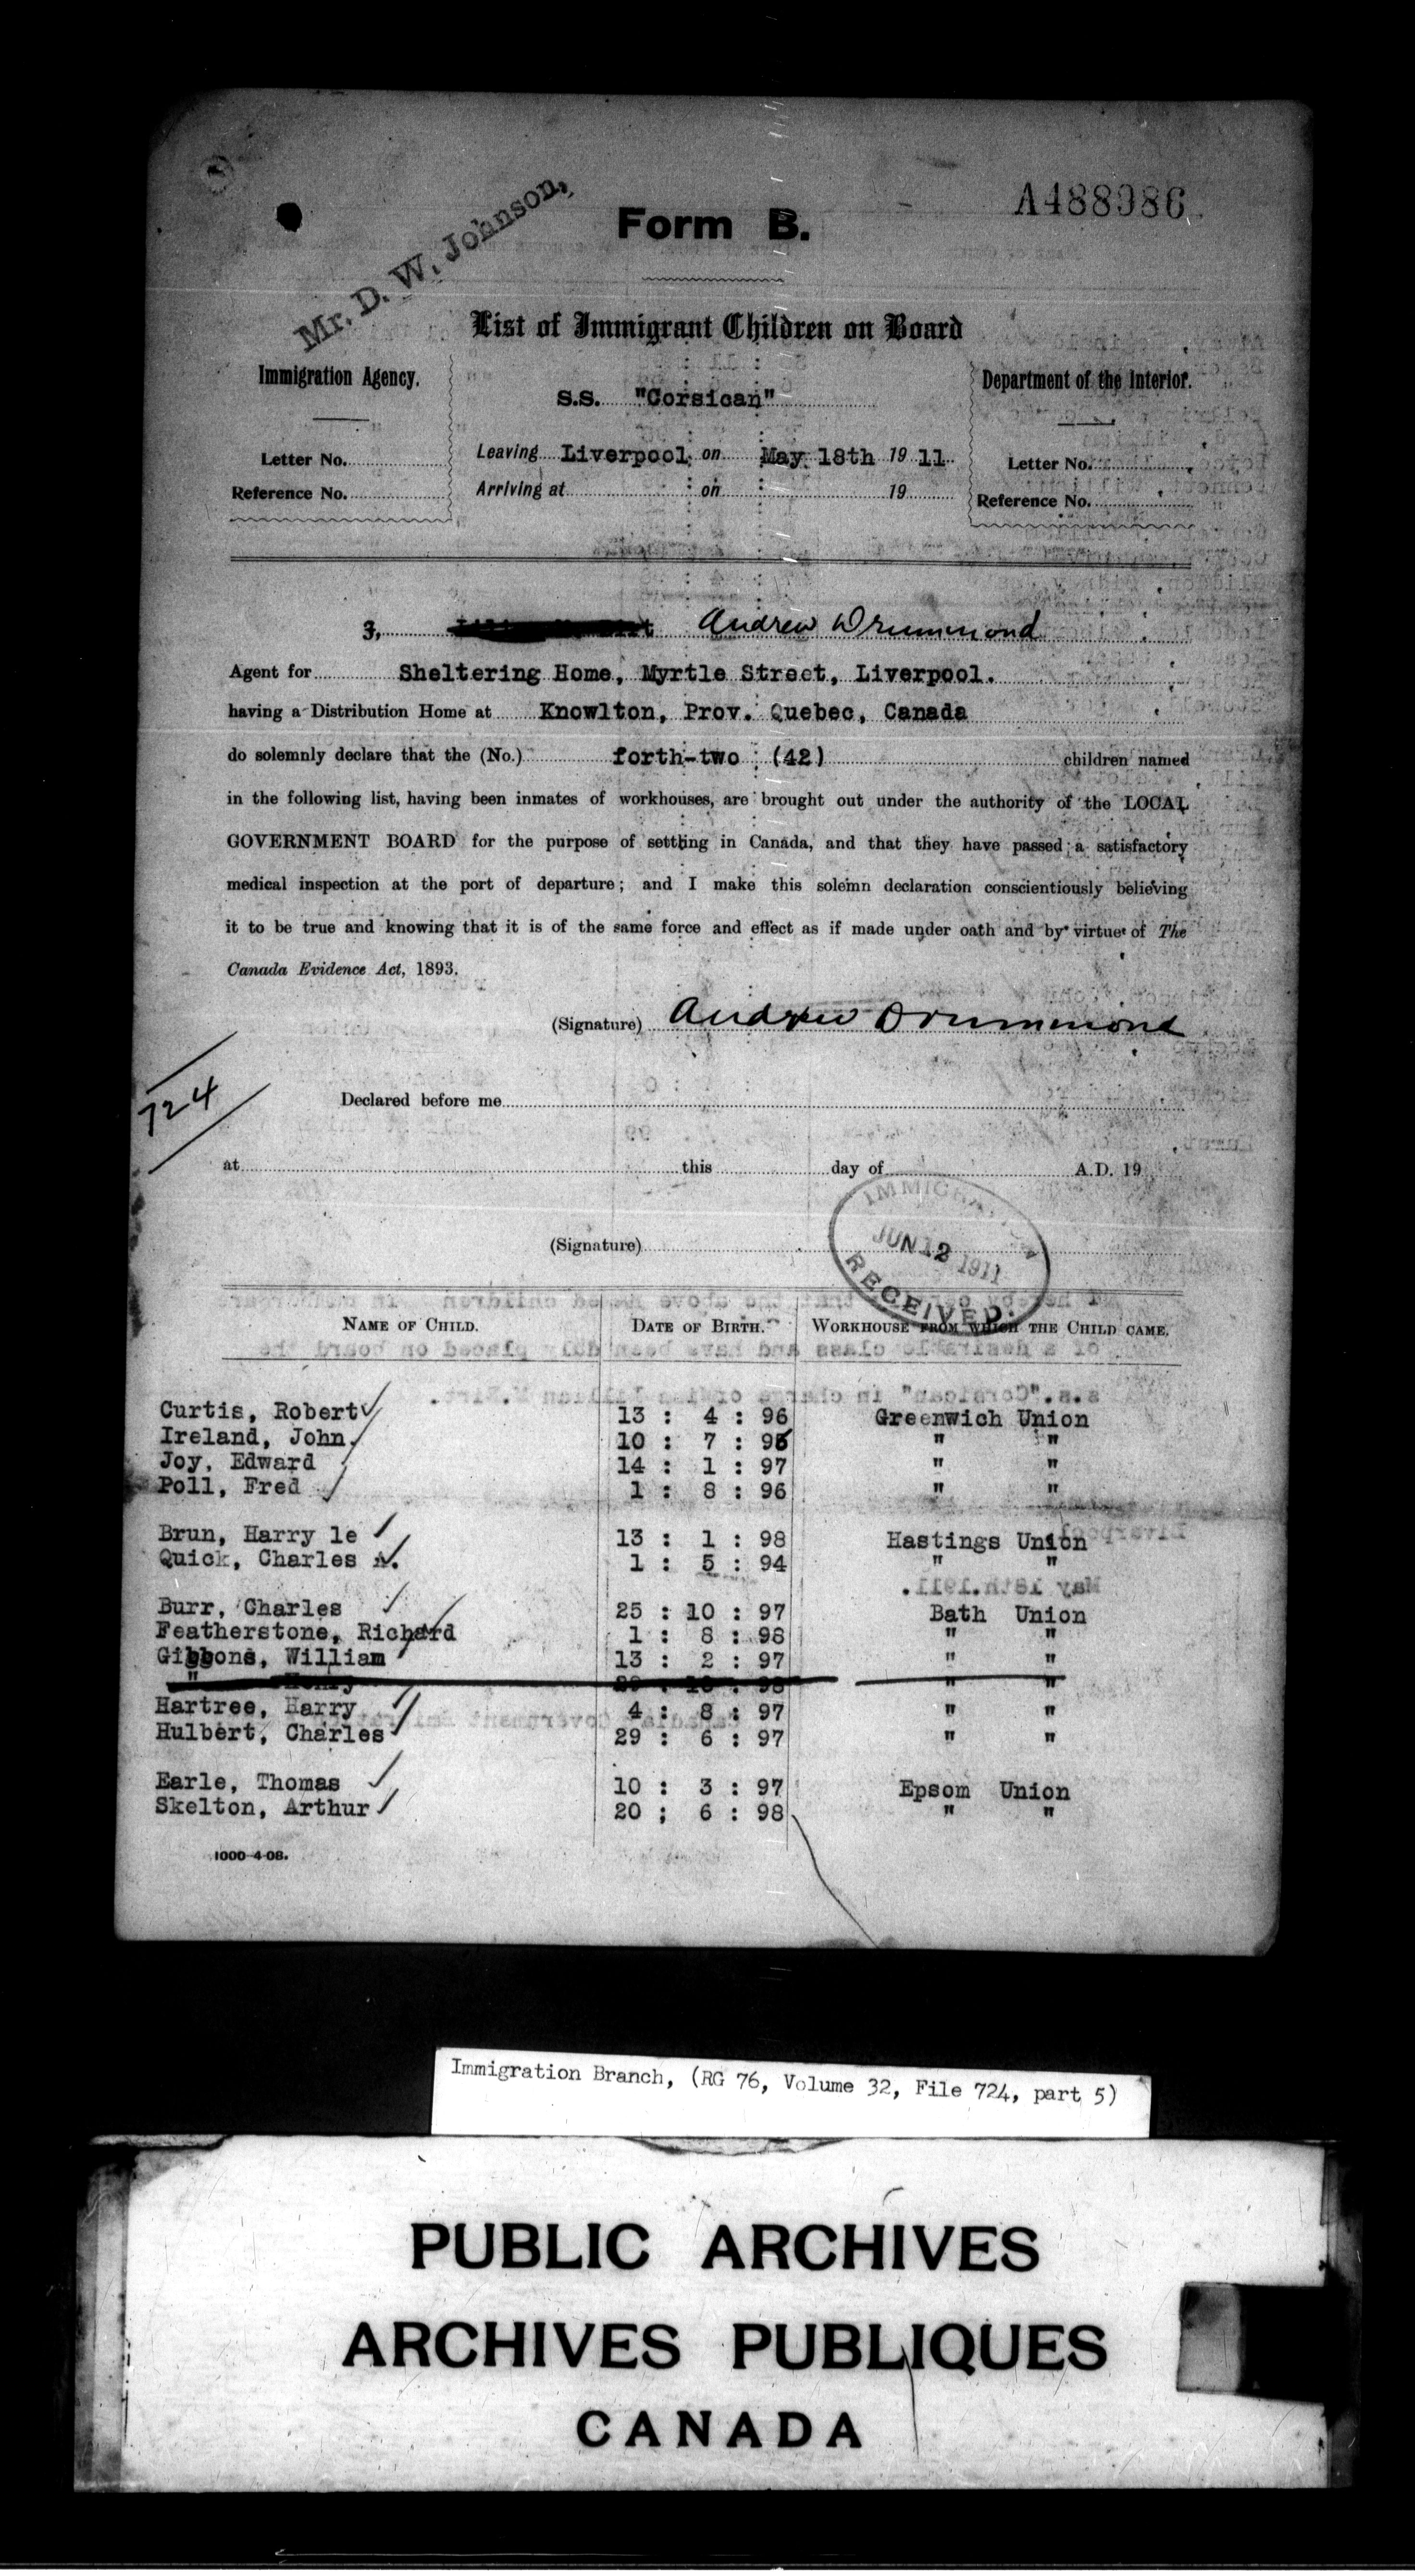 A488986
Mr. D. W. Johnson,
Form B.
List of Immigrant Children on Board
Immigration Agency.
Letter No.
Reference No.
S.S. "Corsican"
Leaving Liverpool on May 18th 19 11
Arriving at on 19
Department of the Interior.
Letter No.
Reference No.
3, Andrew Drummond
Agent for Sheltering Home, Myrtle Street, Liverpool.
having a Distribution Home at Knowlton, Prov. Quebec, Canada
do solemnly declare that the (No.) forth-two (42) children named
in the following list, having been inmates of workhouses, are brought out under the authority of the LOCAL
GOVERNMENT BOARD for the purpose of settling in Canada, and that they have passed a satisfactory
medical inspection at the port of departure; and I make this solemn declaration conscientiously believing
it to be true and knowing that it is of the same force and effect as if made under oath and by virtue of The
Canada Evidence Act, 1893.
(Signature) Andrew Drummond
724
Declared before me
at this day of A.D. 19
(Signature)
IMMIGRATION
JUN 12 1911
RECEIVED.
NAME OF CHILD. DATE OF BIRTH. WORKHOUSE FROM WHICH THE CHILD CAME.
Curtis, Robert 13 : 4 : 96 Greenwich Union
Ireland, John. 10 : 7 : 95 " "
Joy, Edward 14 : 1 : 97 " "
Poll, Fred 1 : 8 : 96 " "
Brun, Harry le 13 : 1 : 98 Hastings Union
Quick, Charles A. 1 : 5 : 94 " "
Burr, Charles 25 : 10 : 97 Bath Union
Featherstone, Richard 1 : 8 : 98 " "
Gibbons, William 13 : 2 : 97 " "
" Henry " "
Hartree, Harry 4 : 8 : 97 " "
Hulbert, Charles 29 : 6 : 97 " "
Earle, Thomas 10 : 3 : 97 Epsom Union
Skelton, Arthur 20 ; 6 : 98 " "
1000-4-08.
Immigration Branch, (RG 76, Volume 32, File 724, part 5)
PUBLIC ARCHIVES
ARCHIVES PUBLIQUES
CANADA